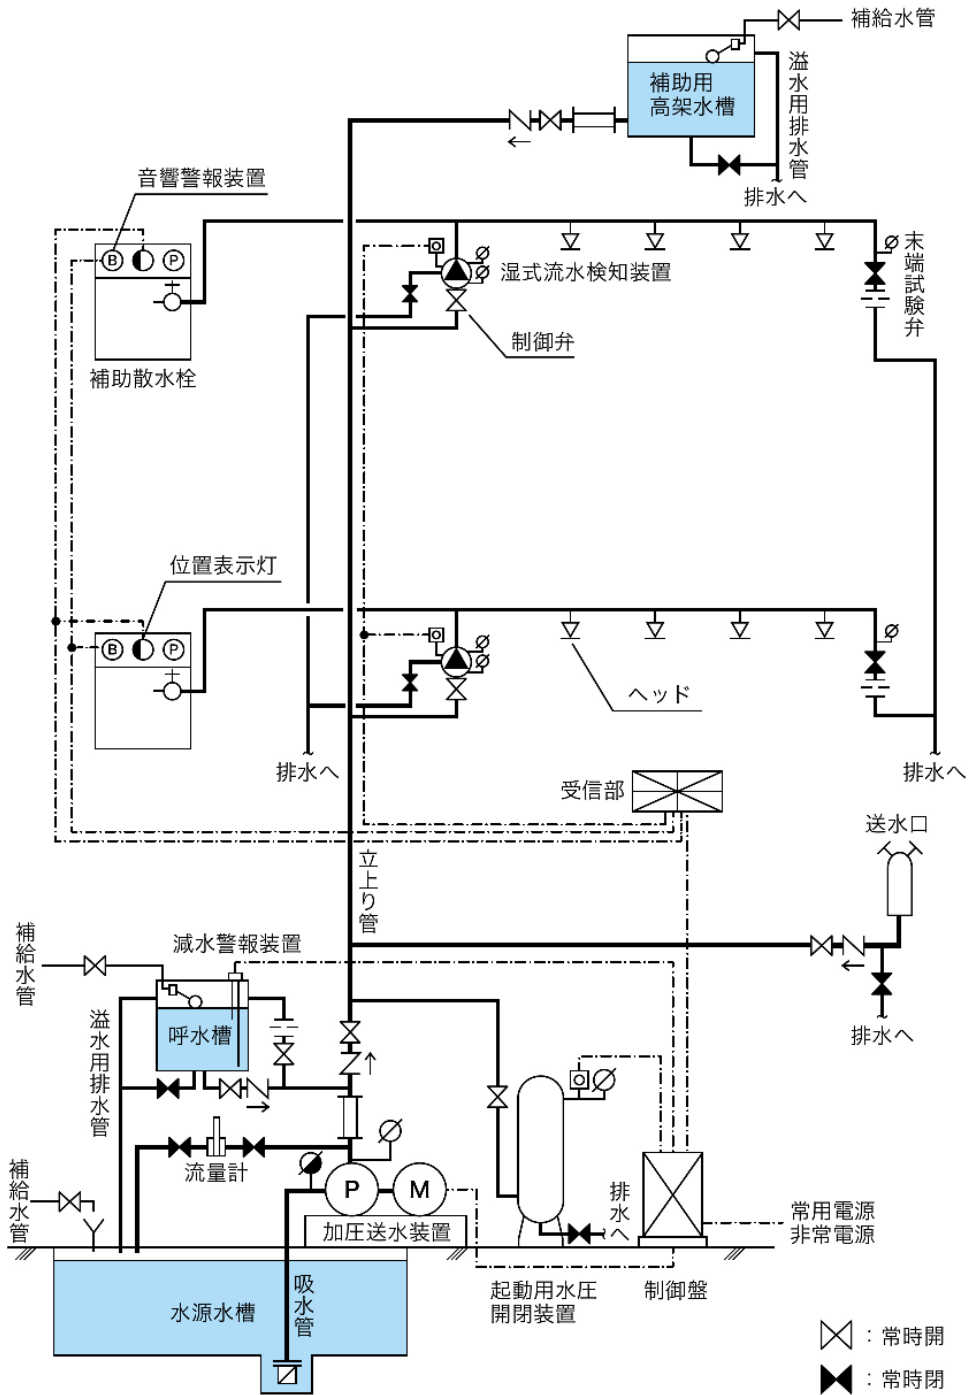 補給水管
補助用
高架水槽
溢水用排水管
排水へ
音響警報装置
B
P
補助散水栓
湿式流水検知装置
制御弁
末端試験弁
位置表示灯
B
P
ヘッド
排水へ
排水へ
受信部
送水口
立上り管
補給水管
減水警報装置
呼水槽
溢水用排水管
排水へ
流量計
補給水管
P
M
加圧送水装置
排水へ
常用電源
非常電源
水源水槽
吸水管
起動用水圧
開閉装置
制御盤
：常時開
：常時閉